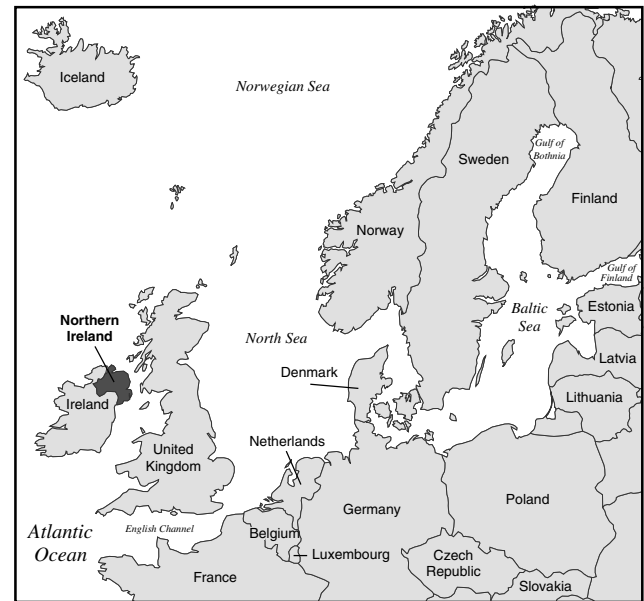 Iceland
Norwegian Sea
Gulf of
Bothnia
Sweden
Finland
Norway
Gulf of
Finland
Estonia
Baltic
Sea
Northern
Ireland
North Sea
Latvia
Denmark
Lithuania
Ireland
Netherlands
United
Kingdom
Poland
Germany
Atlantic
Ocean
English Channel
Belgium
Luxembourg
Czech
Republic
France
Slovakia